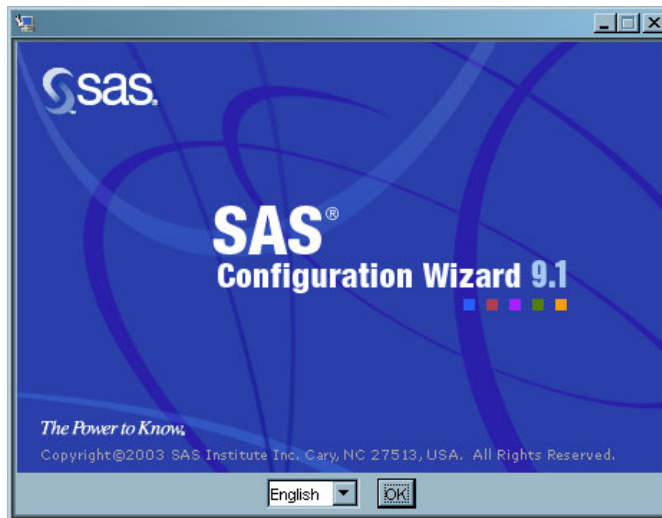 sas.
SAS®
Configuration Wizard 9.1
The Power to Know.
Copyright©2003 SAS Institute Inc. Cary, NC 27513, USA. All Rights Reserved.
English OK